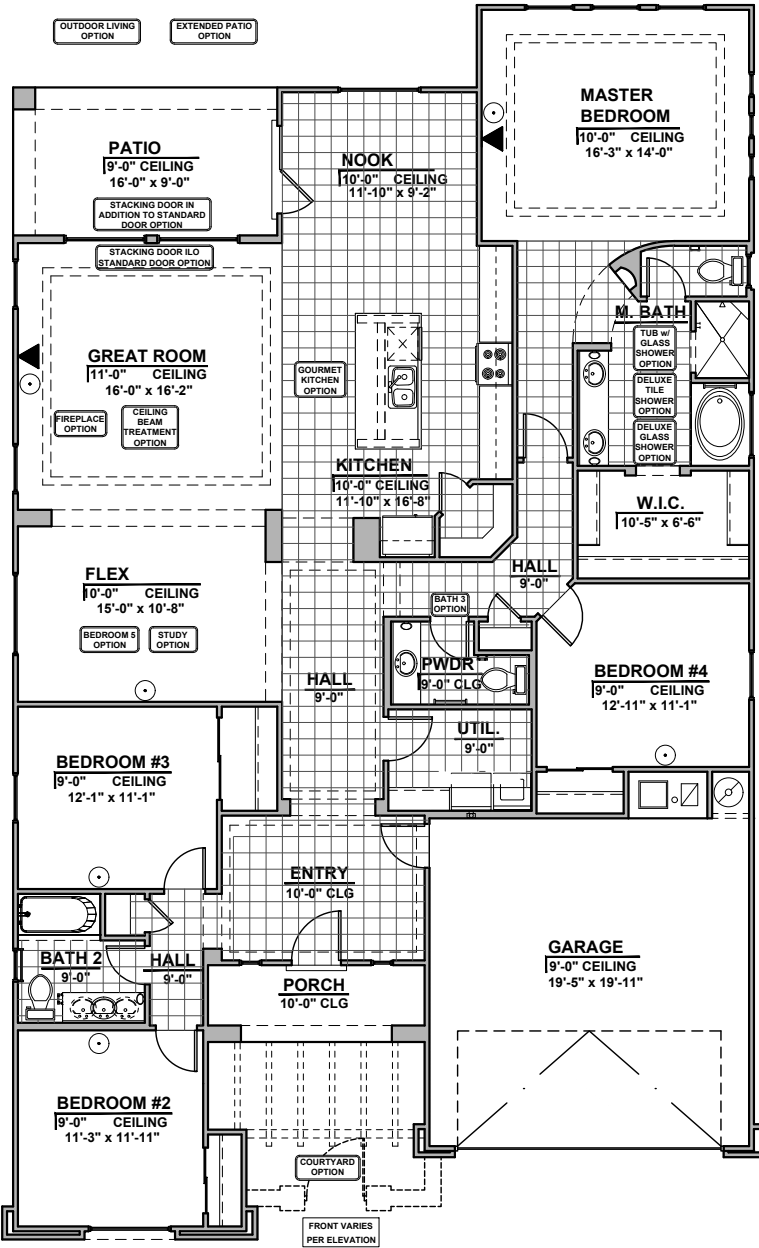 OUTDOOR LIVING
OPTION
EXTENDED PATIO
OPTION
MASTER
BEDROOM
10'-0" CEILING
16'-3" x 14'-0"
PATIO
9'-0" CEILING
16'-0" x 9'-0"
STACKING DOOR IN
ADDITION TO STANDARD
DOOR OPTION
NOOK
10'-0" CEILING
11'-10" x 9'-2"
STACKING DOOR ILO
STANDARD DOOR OPTION
GREAT ROOM
11'-0" CEILING
16'-0" x 16'-2"
FIREPLACE
OPTION
CEILING
BEAM
TREATMENT
OPTION
GOURMET
KITCHEN
OPTION
M. BATH
TUB w/
GLASS
SHOWER
OPTION
DELUXE
TILE
SHOWER
OPTION
DELUXE
GLASS
SHOWER
OPTION
KITCHEN
10'-0" CEILING
11'-10" x 16'-8"
W.I.C.
10'-5" x 6'-6"
FLEX
10'-0" CEILING
15'-0" x 10'-8"
BEDROOM 5
OPTION
STUDY
OPTION
HALL
9'-0"
BATH 3
OPTION
PWDR
9'-0" CLG
HALL
9'-0"
BEDROOM #4
9'-0" CEILING
12'-11" x 11'-1"
UTIL.
9'-0"
BEDROOM #3
9'-0" CEILING
12'-1" x 11'-1"
ENTRY
10'-0" CLG
BATH 2
9'-0"
HALL
9'-0"
PORCH
10'-0" CLG
GARAGE
9'-0" CEILING
19'-5" x 19'-11"
BEDROOM #2
9'-0" CEILING
11'-3" x 11'-11"
COURTYARD
OPTION
FRONT VARIES
PER ELEVATION